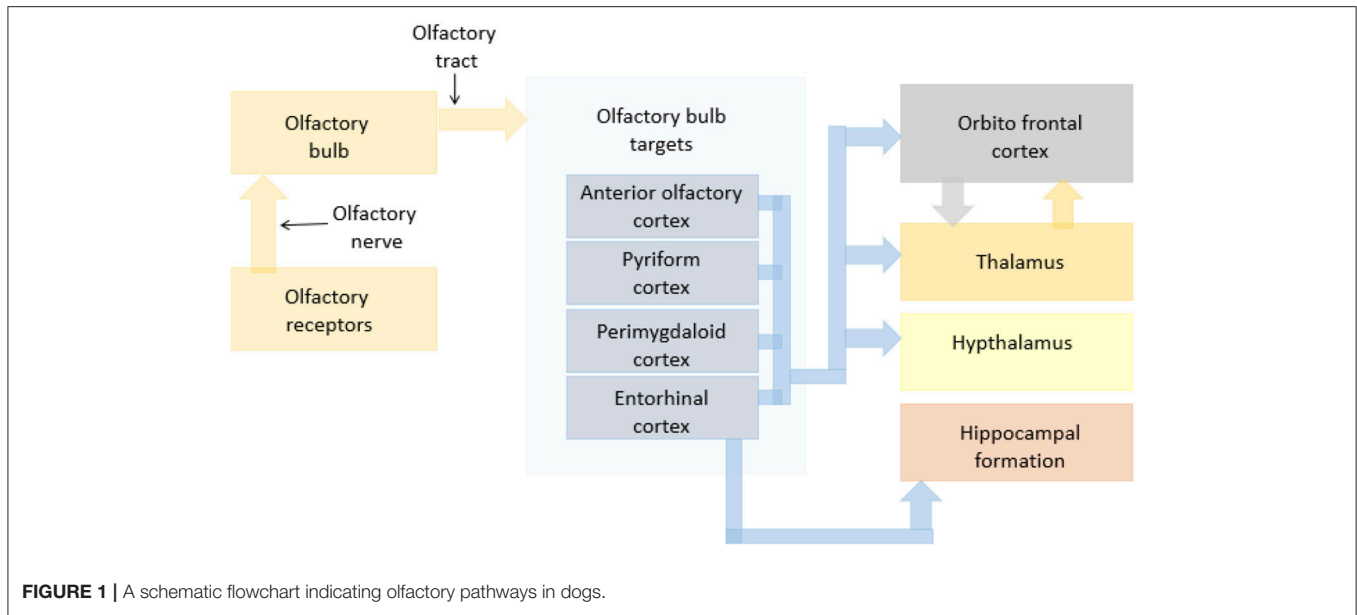 Olfactory
tract
Olfactory
bulb
Olfactory
nerve
Olfactory
receptors
Olfactory bulb
targets
Anterior olfactory
cortex
Pyriform
cortex
Perimygdaloid
cortex
Entorhinal
cortex
Orbito frontal
cortex
Thalamus
Hypthalamus
Hippocampal
formation
FIGURE 1 | A schematic flowchart indicating olfactory pathways in dogs.